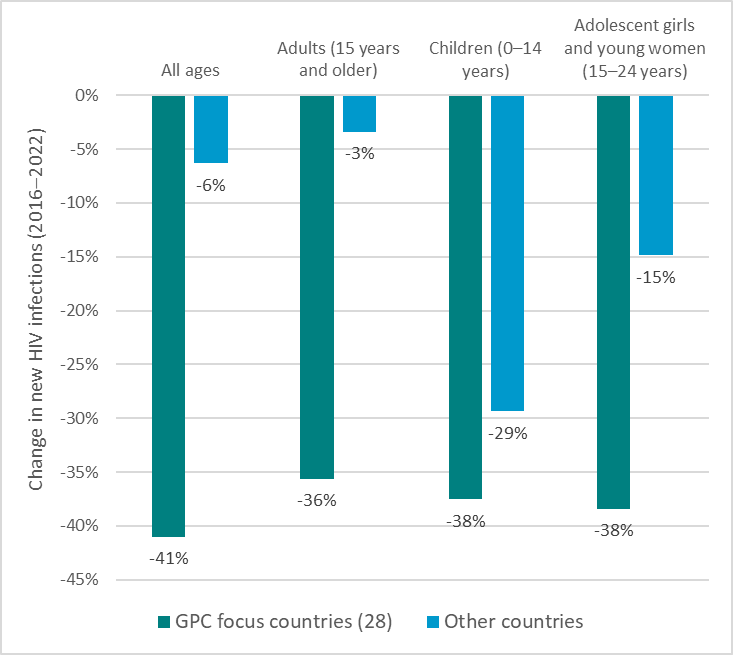 All ages
Adults (15 years
and older)
Children (0–14
years)
Adolescent girls
and young women
(15–24 years)
Change in new HIV infections (2016–2022)
0%
-5%
-10%
-15%
-20%
-25%
-30%
-35%
-40%
-45%
-41%
-6%
-36%
-3%
-38%
-29%
-38%
-15%
GPC focus countries (28)
Other countries